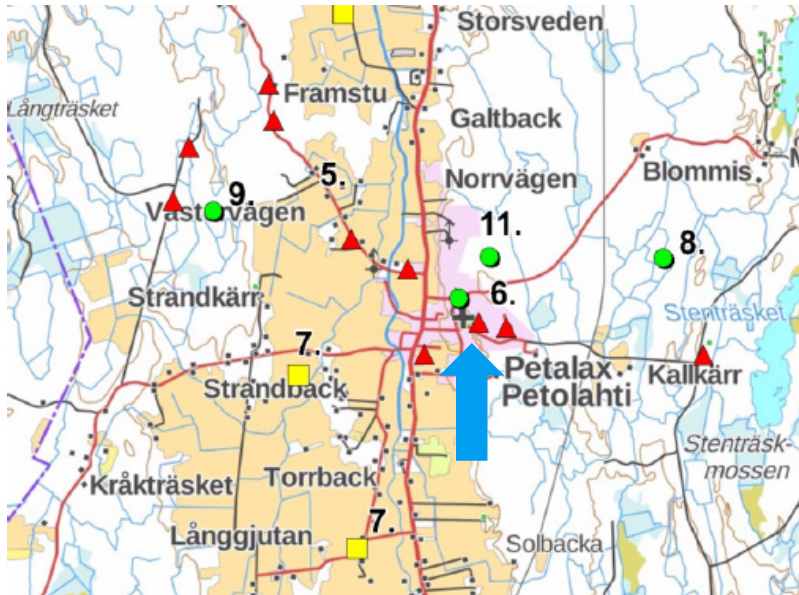 Storsveden
Framstu
Långträsket
Galtback
Norrvägen
Blommis
5.
9.
Västervägen
11.
8.
Strandkärr
6.
Stenträsket
7.
Strandback
Petalax
Petolahti
Kallkärr
Stenträsk-
mossen
Kråkträsket
Torrback
7.
Långgjutan
Solbacka